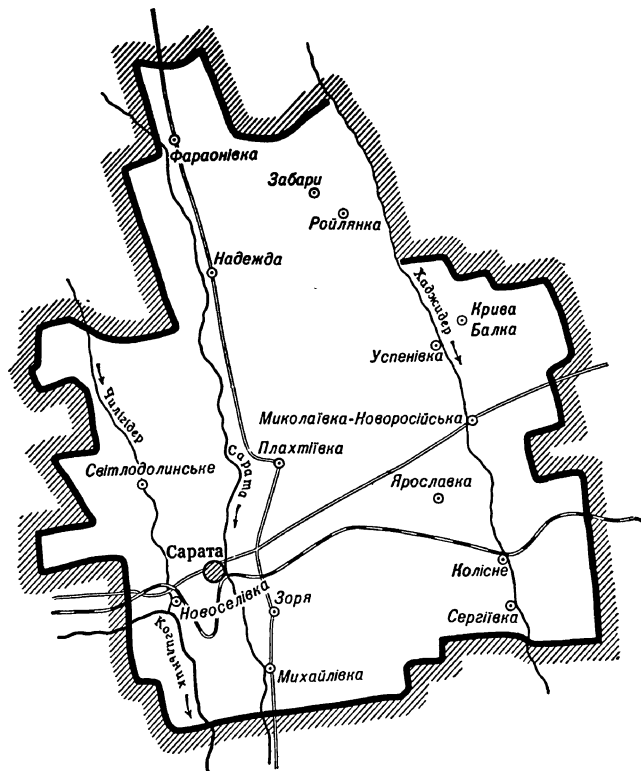 Фараонівка
Забари
Ройлянка
Надежда
Хаджидер
Крива
Балка
Успенівка
Чилігідер
Миколаївка-Новоросійська
Сарата
Плахтіївка
Світлодолинське
Ярославка
Сарата
Колісне
Новоселівка
Зоря
Сергіївка
Когильник
Михайлівка